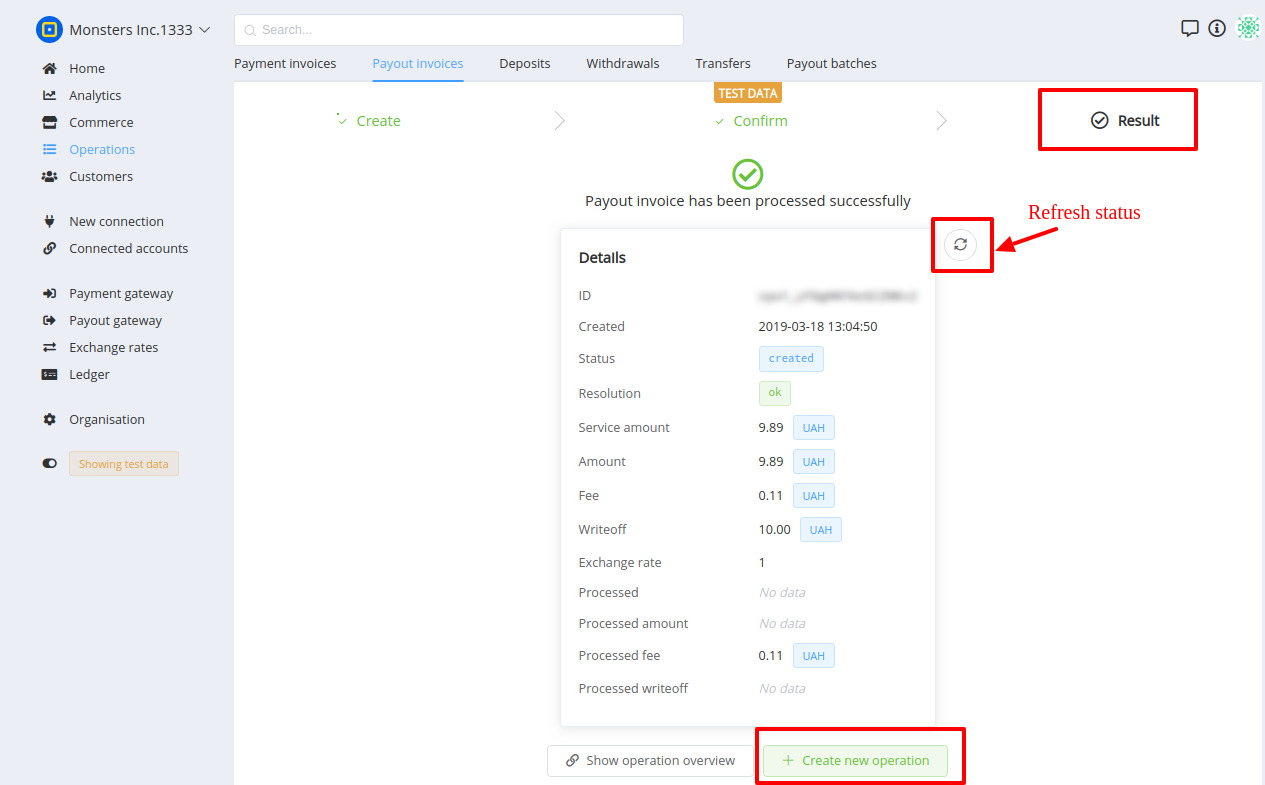 Monsters Inc.1333
Search...
Home
Analytics
Commerce
Operations
Customers
New connection
Connected accounts
Payment gateway
Payout gateway
Exchange rates
Ledger
Organisation
Showing test data
Payment invoices
Payout invoices
Deposits
Withdrawals
Transfers
Payout batches
TEST DATA
Create
Confirm
Result
Payout invoice has been processed successfully
Refresh status
Details
ID
Created 2019-03-18 13:04:50
Status created
Resolution ok
Service amount 9.89 UAH
Amount 9.89 UAH
Fee 0.11 UAH
Writeoff 10.00 UAH
Exchange rate 1
Processed No data
Processed amount No data
Processed fee 0.11 UAH
Processed writeoff No data
Show operation overview
Create new operation